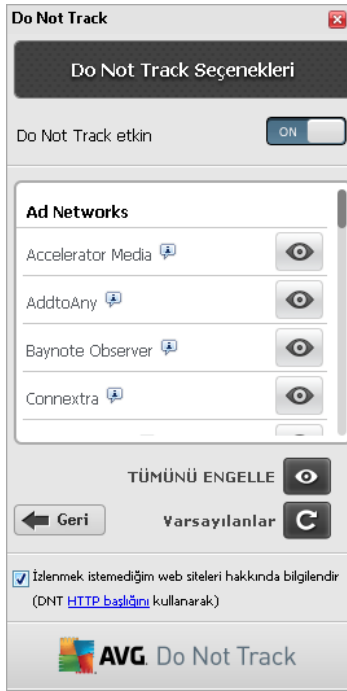 Do Not Track
Do Not Track Seçenekleri
Do Not Track etkin
ON
Ad Networks
Accelerator Media
AddtoAny
Baynote Observer
Connextra
TÜMÜNÜ ENGELLE
Geri
Varsayılanlar
İzlenmek istemediğim web siteleri hakkında bilgilendir
(DNT HTTP başlığını kullanarak)
AVG. Do Not Track